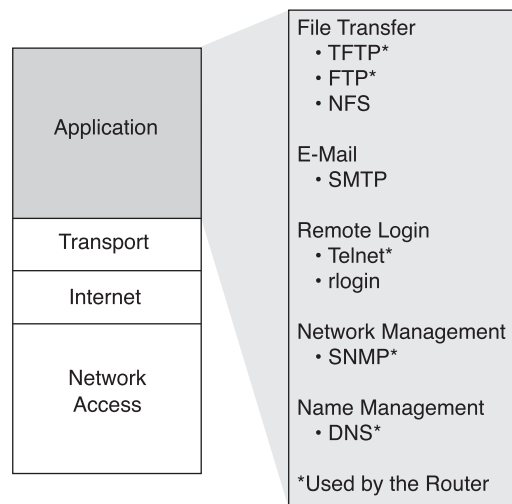 Application
Transport
Internet
Network
Access
File Transfer
• TFTP*
• FTP*
• NFS
E-Mail
• SMTP
Remote Login
• Telnet*
• rlogin
Network Management
• SNMP*
Name Management
• DNS*
*Used by the Router